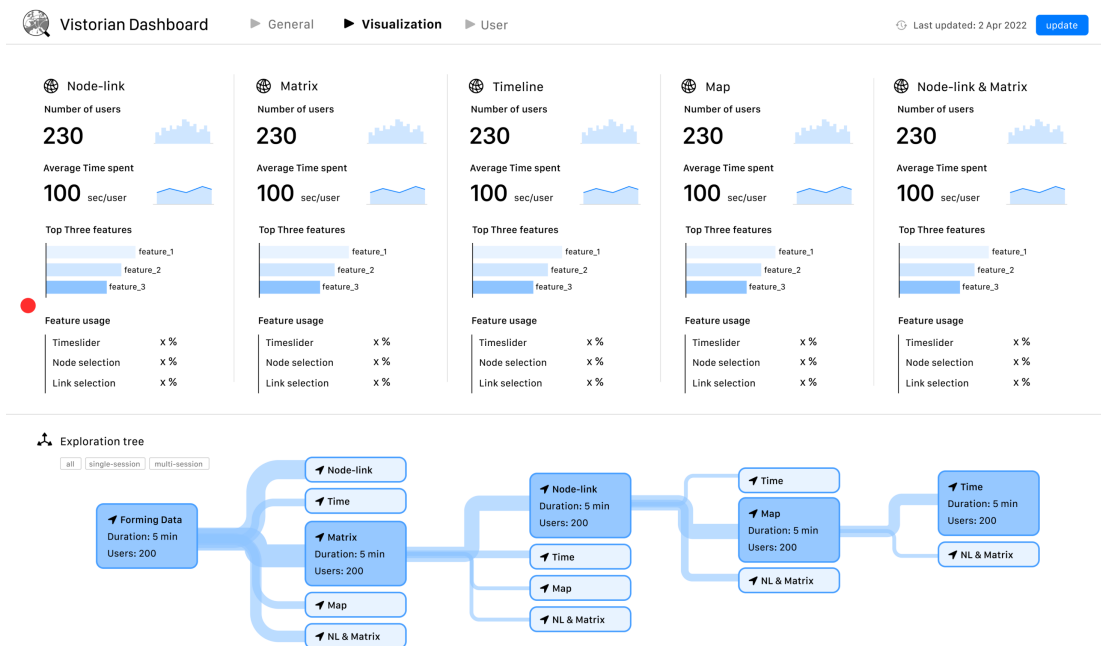 Vistorian Dashboard
General
Visualization
User
Last updated: 2 Apr 2022
update
Node-link
Number of users
230
Average Time spent
100 sec/user
Top Three features
feature_1
feature_2
feature_3
Feature usage
Timeslider x %
Node selection x %
Link selection x %
Matrix
Number of users
230
Average Time spent
100 sec/user
Top Three features
feature_1
feature_2
feature_3
Feature usage
Timeslider x %
Node selection x %
Link selection x %
Timeline
Number of users
230
Average Time spent
100 sec/user
Top Three features
feature_1
feature_2
feature_3
Feature usage
Timeslider x %
Node selection x %
Link selection x %
Map
Number of users
230
Average Time spent
100 sec/user
Top Three features
feature_1
feature_2
feature_3
Feature usage
Timeslider x %
Node selection x %
Link selection x %
Node-link & Matrix
Number of users
230
Average Time spent
100 sec/user
Top Three features
feature_1
feature_2
feature_3
Feature usage
Timeslider x %
Node selection x %
Link selection x %
Exploration tree
all
single-session
multi-session
Forming Data
Duration: 5 min
Users: 200
Node-link
Time
Matrix
Duration: 5 min
Users: 200
Map
NL & Matrix
Node-link
Duration: 5 min
Users: 200
Time
Map
NL & Matrix
Time
Map
Duration: 5 min
Users: 200
NL & Matrix
Time
Duration: 5 min
Users: 200
NL & Matrix